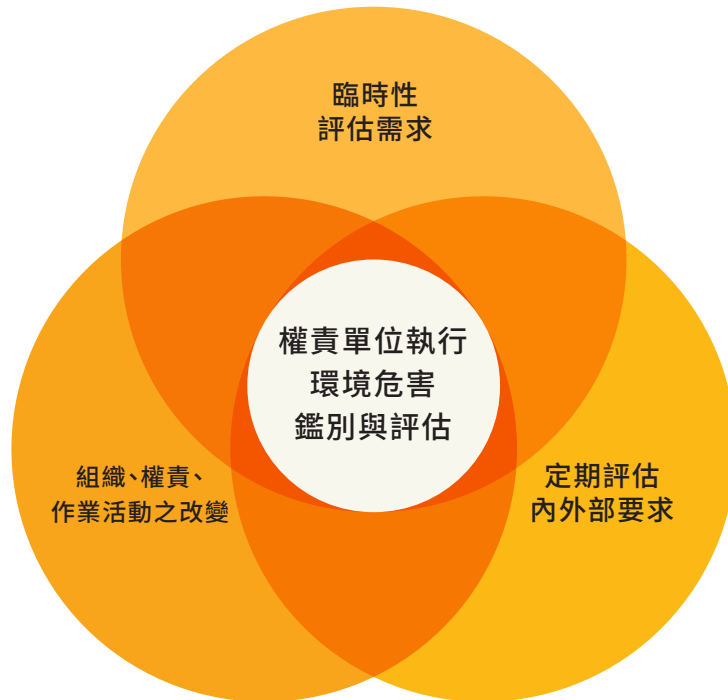 臨時性
評估需求
權責單位執行
環境危害
鑑別與評估
組織、權責、
作業活動之改變
定期評估
內外部要求